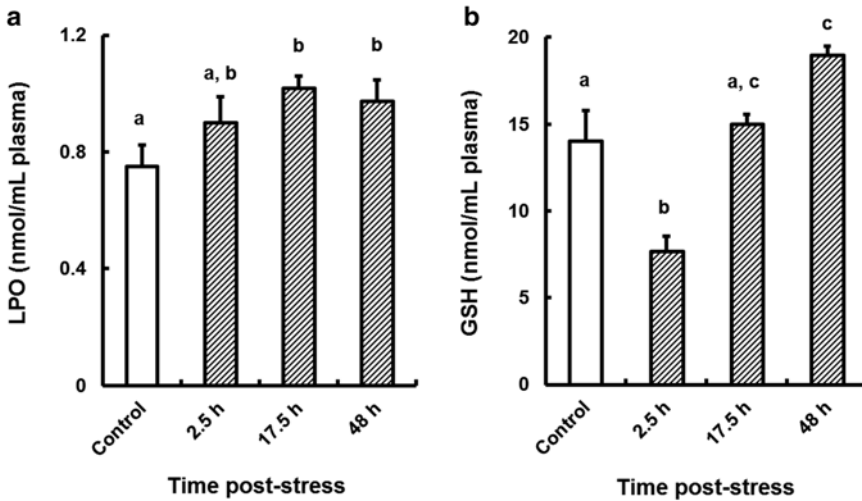 a
1.2
0.8
0.4
0
LPO (nmol/mL plasma)
a
a, b
b
b
Control
2.5 h
17.5 h
48 h
Time post-stress
b
20
15
10
5
0
GSH (nmol/mL plasma)
a
b
a, c
c
Control
2.5 h
17.5 h
48 h
Time post-stress